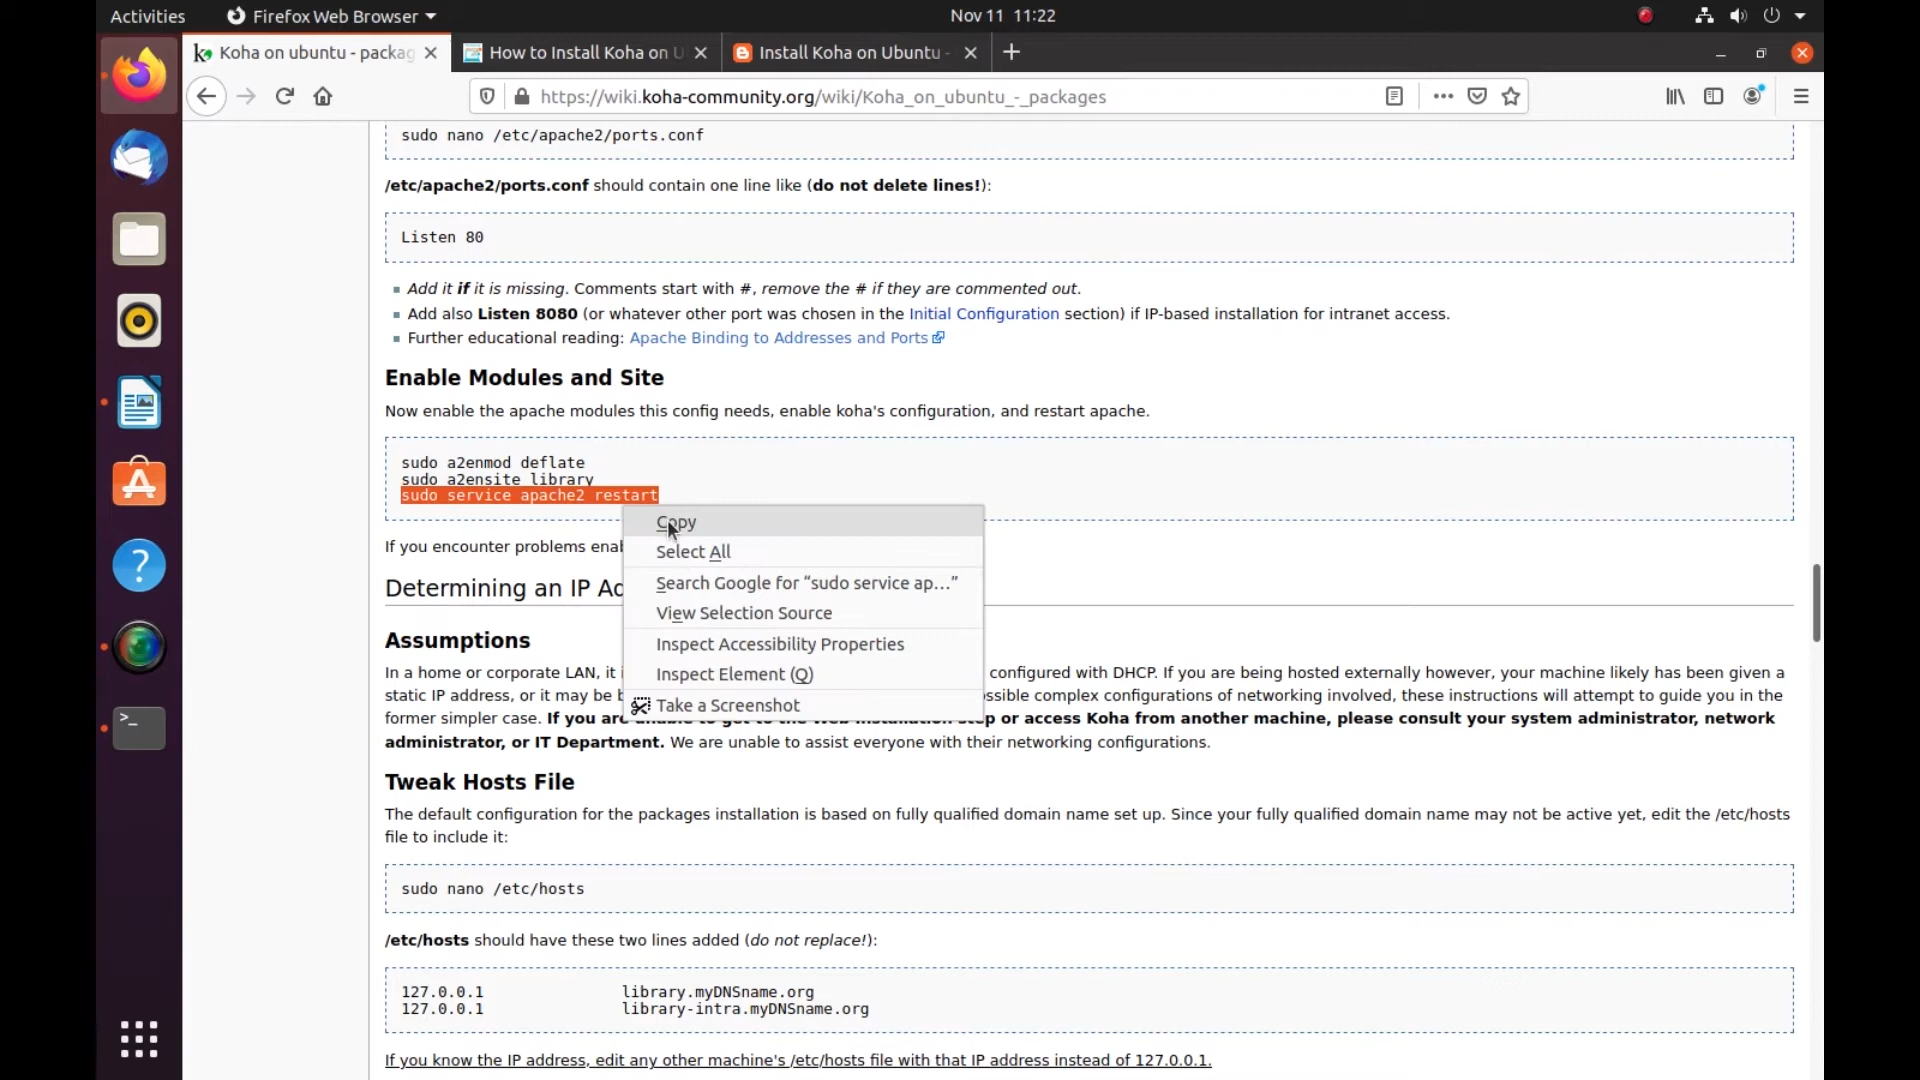 Activities
Firefox Web Browser
Nov 11 11:22
Koha on ubuntu - packag
How to Install Koha on U
Install Koha on Ubuntu -
https://wiki.koha-community.org/wiki/Koha_on_ubuntu_-_packages
sudo nano /etc/apache2/ports.conf
/etc/apache2/ports.conf should contain one line like (do not delete lines!):
Listen 80
Add it if it is missing. Comments start with #, remove the # if they are commented out.
Add also Listen 8080 (or whatever other port was chosen in the Initial Configuration section) if IP-based installation for intranet access.
Further educational reading: Apache Binding to Addresses and Ports
Enable Modules and Site
Now enable the apache modules this config needs, enable koha's configuration, and restart apache.
sudo a2enmod deflate
sudo a2ensite library
sudo service apache2 restart
Copy
Select All
Search Google for “sudo service ap...”
View Selection Source
Inspect Accessibility Properties
Inspect Element (Q)
Take a Screenshot
If you encounter problems enab
Determining an IP Ad
Assumptions
In a home or corporate LAN, it i configured with DHCP. If you are being hosted externally however, your machine likely has been given a
static IP address, or it may be b ssible complex configurations of networking involved, these instructions will attempt to guide you in the
former simpler case. If you are unable to get to the Web Installation Step or access Koha from another machine, please consult your system administrator, network
administrator, or IT Department. We are unable to assist everyone with their networking configurations.
Tweak Hosts File
The default configuration for the packages installation is based on fully qualified domain name set up. Since your fully qualified domain name may not be active yet, edit the /etc/hosts
file to include it:
sudo nano /etc/hosts
/etc/hosts should have these two lines added (do not replace!):
127.0.0.1 library.myDNSname.org
127.0.0.1 library-intra.myDNSname.org
If you know the IP address, edit any other machine's /etc/hosts file with that IP address instead of 127.0.0.1.